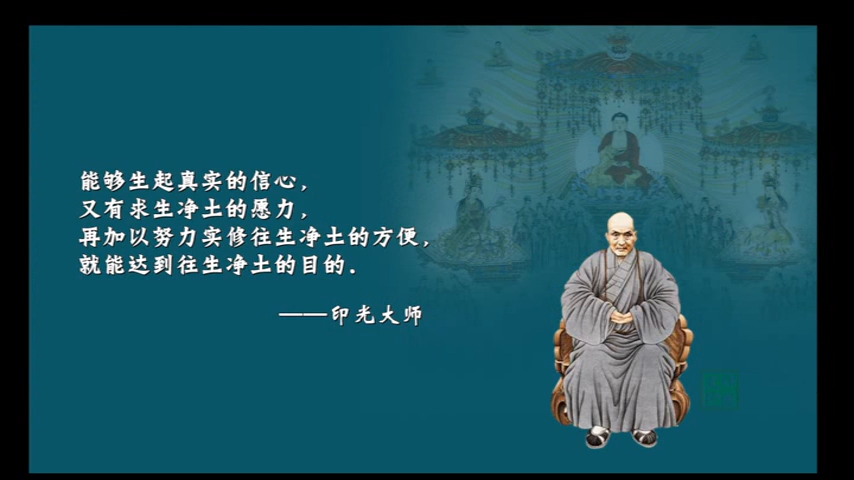 能够生起真实的信心，
又有求生净土的愿力，
再加以努力实修往生净土的方便，
就能达到往生净土的目的．
——印光大师